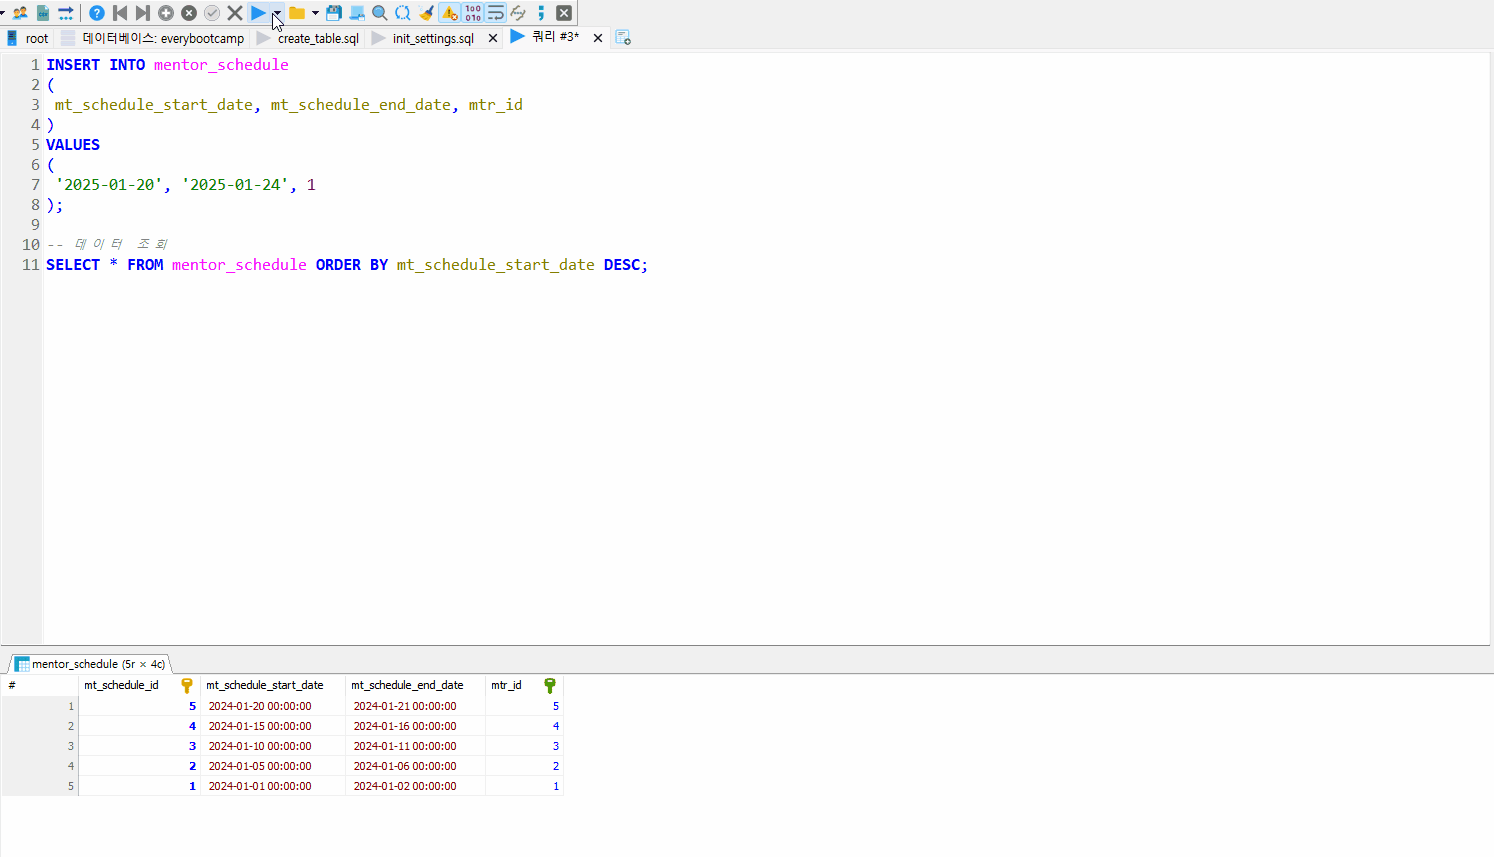 root 데이터베이스: everybootcamp create_table.sql init_settings.sql 쿼리 #3*
1 INSERT INTO mentor_schedule
2 (
3 mt_schedule_start_date, mt_schedule_end_date, mtr_id
4 )
5 VALUES
6 (
7 '2025-01-20', '2025-01-24', 1
8 );
9
10 -- 데이터 조회
11 SELECT * FROM mentor_schedule ORDER BY mt_schedule_start_date DESC;
mentor_schedule (5r × 4c)
# mt_schedule_id mt_schedule_start_date mt_schedule_end_date mtr_id
1 5 2024-01-20 00:00:00 2024-01-21 00:00:00 5
2 4 2024-01-15 00:00:00 2024-01-16 00:00:00 4
3 3 2024-01-10 00:00:00 2024-01-11 00:00:00 3
4 2 2024-01-05 00:00:00 2024-01-06 00:00:00 2
5 1 2024-01-01 00:00:00 2024-01-02 00:00:00 1